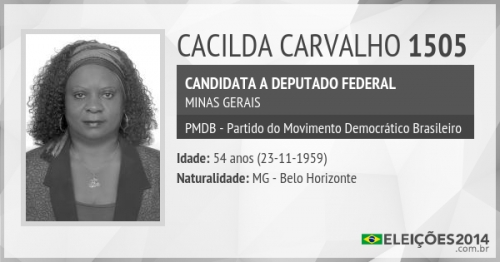 CACILDA CARVALHO 1505
CANDIDATA A DEPUTADO FEDERAL
MINAS GERAIS
PMDB - Partido do Movimento Democrático Brasileiro
Idade: 54 anos (23-11-1959)
Naturalidade: MG - Belo Horizonte
ELEIÇÕES2014
.com.br